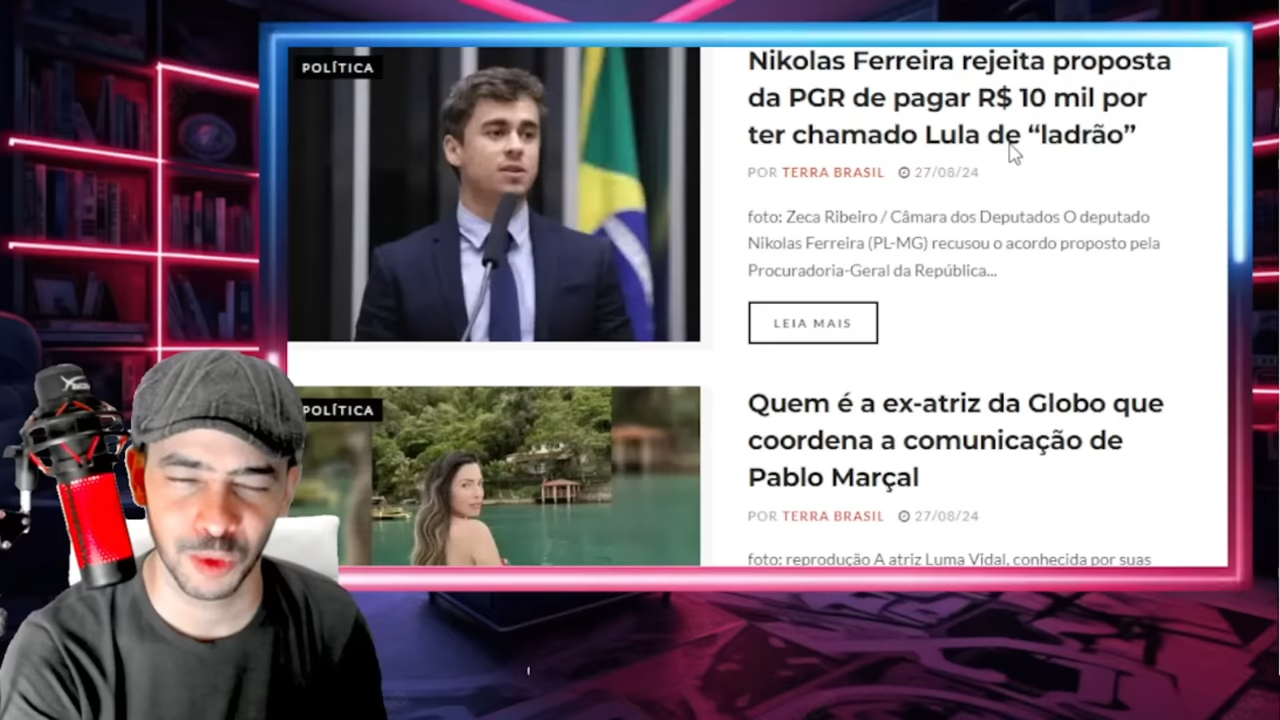 POLÍTICA
Nikolas Ferreira rejeita proposta
da PGR de pagar R$ 10 mil por
ter chamado Lula de “ladrão”
POR TERRA BRASIL 27/08/24
foto: Zeca Ribeiro / Câmara dos Deputados O deputado
Nikolas Ferreira (PL-MG) recusou o acordo proposto pela
Procuradoria-Geral da República...
LEIA MAIS
POLÍTICA
Quem é a ex-atriz da Globo que
coordena a comunicação de
Pablo Marçal
POR TERRA BRASIL 27/08/24
foto: reprodução A atriz Luma Vidal, conhecida por suas